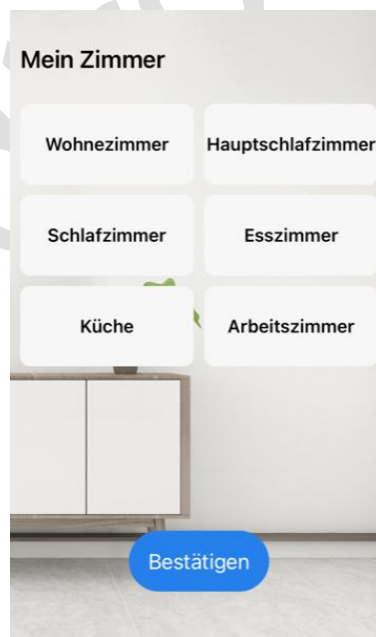 Mein Zimmer
Wohnezimmer
Hauptschlafzimmer
Schlafzimmer
Esszimmer
Küche
Arbeitszimmer
Bestätigen